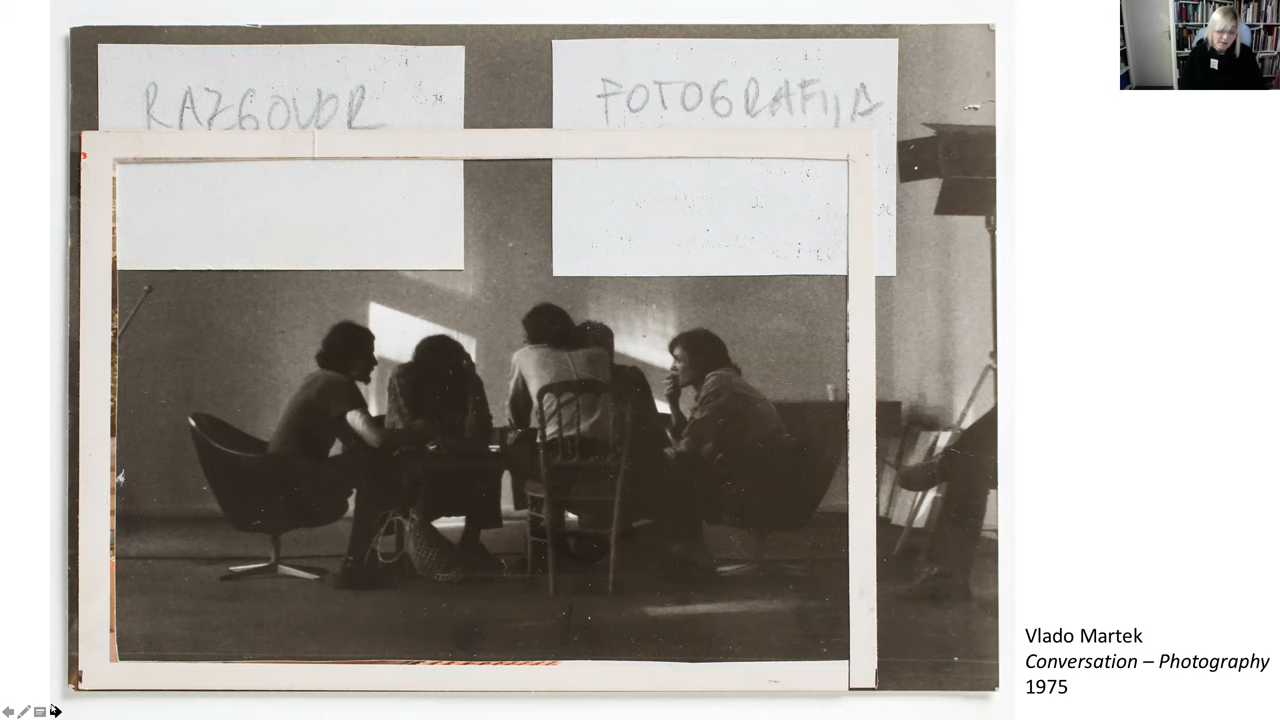 RAZGOVOR
FOTOGRAFIJA
Vlado Martek
Conversation – Photography
1975